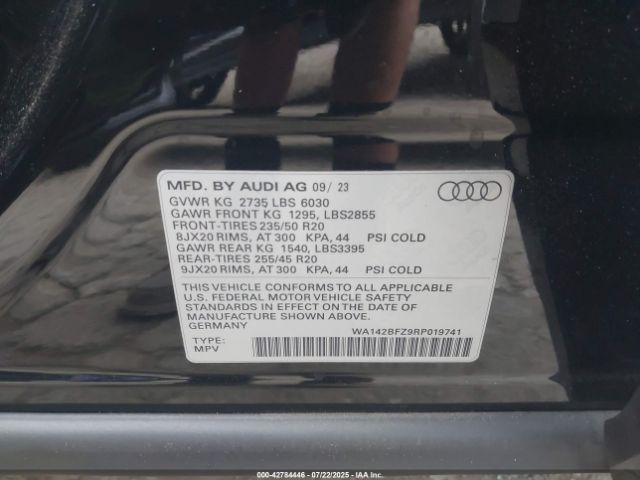 MFD. BY AUDI AG 09/ 23
GVWR KG 2735 LBS 6030
GAWR FRONT KG 1295, LBS2855
FRONT-TIRES 235/50 R20
8JX20 RIMS, AT 300 KPA, 44 PSI COLD
GAWR REAR KG 1540, LBS3395
REAR-TIRES 255/45 R20
9JX20 RIMS, AT 300 KPA, 44 PSI COLD
THIS VEHICLE CONFORMS TO ALL APPLICABLE
U.S. FEDERAL MOTOR VEHICLE SAFETY
STANDARDS IN EFFECT ON THE DATE OF
MANUFACTURE SHOWN ABOVE.
GERMANY
WA142BFZ9RP019741
TYPE:
MPV
000-42784446 - 07/22/2025 - Copyright IAA, LLC.